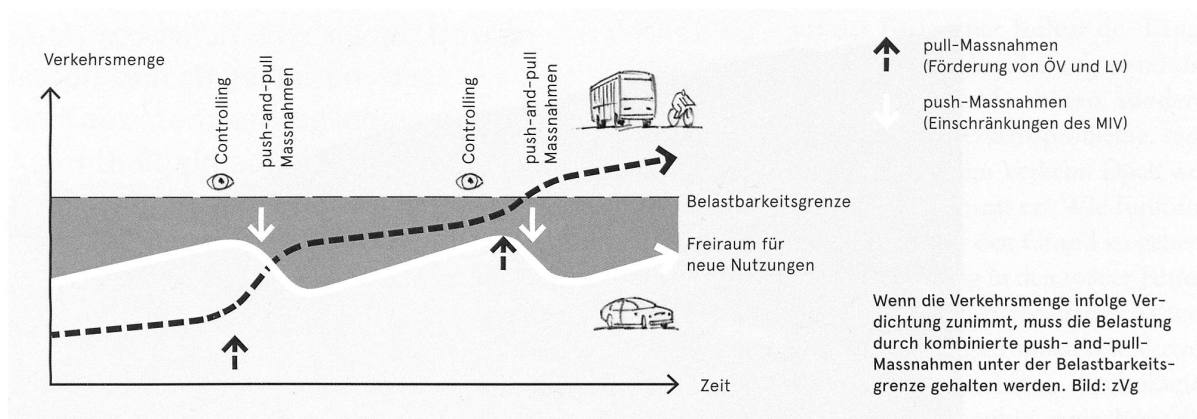 Verkehrsmenge
Controlling
push-and-pull
Massnahmen
Controlling
push-and-pull
Massnahmen
pull-Massnahmen
(Förderung von ÖV und LV)
push-Massnahmen
(Einschränkungen des MIV)
Belastbarkeitsgrenze
Freiraum für
neue Nutzungen
Zeit
Wenn die Verkehrsmenge infolge Ver-
dichtung zunimmt, muss die Belastung
durch kombinierte push- and-pull-
Massnahmen unter der Belastbarkeits-
grenze gehalten werden. Bild: zVg